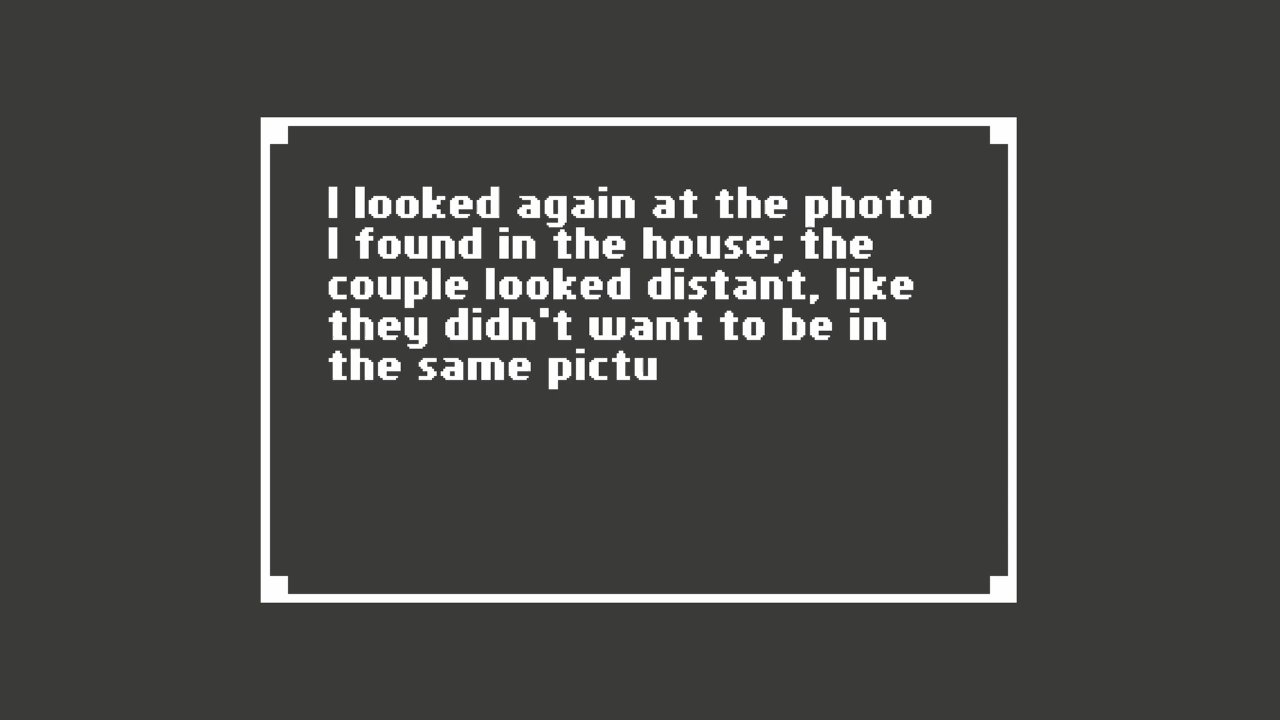 I looked again at the photo
I found in the house; the
couple looked distant, like
they didn't want to be in
the same pictu